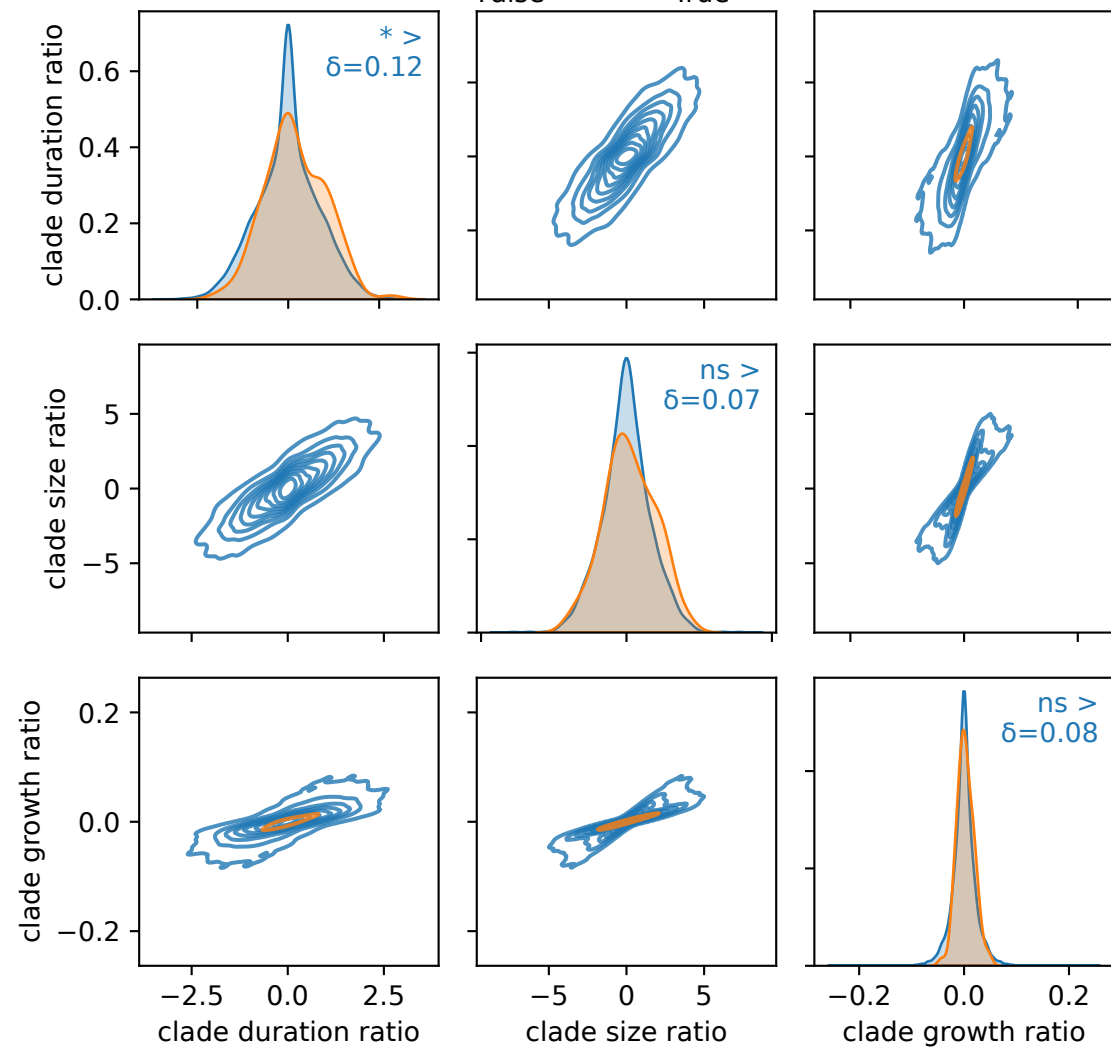 clade duration ratio
0.6
0.4
0.2
0.0
* >
δ=0.12
clade size ratio
5
0
−5
ns >
δ=0.07
clade growth ratio
0.2
0.0
−0.2
ns >
δ=0.08
−2.5 0.0 2.5
−5 0 5
−0.2 0.0 0.2
clade duration ratio
clade size ratio
clade growth ratio